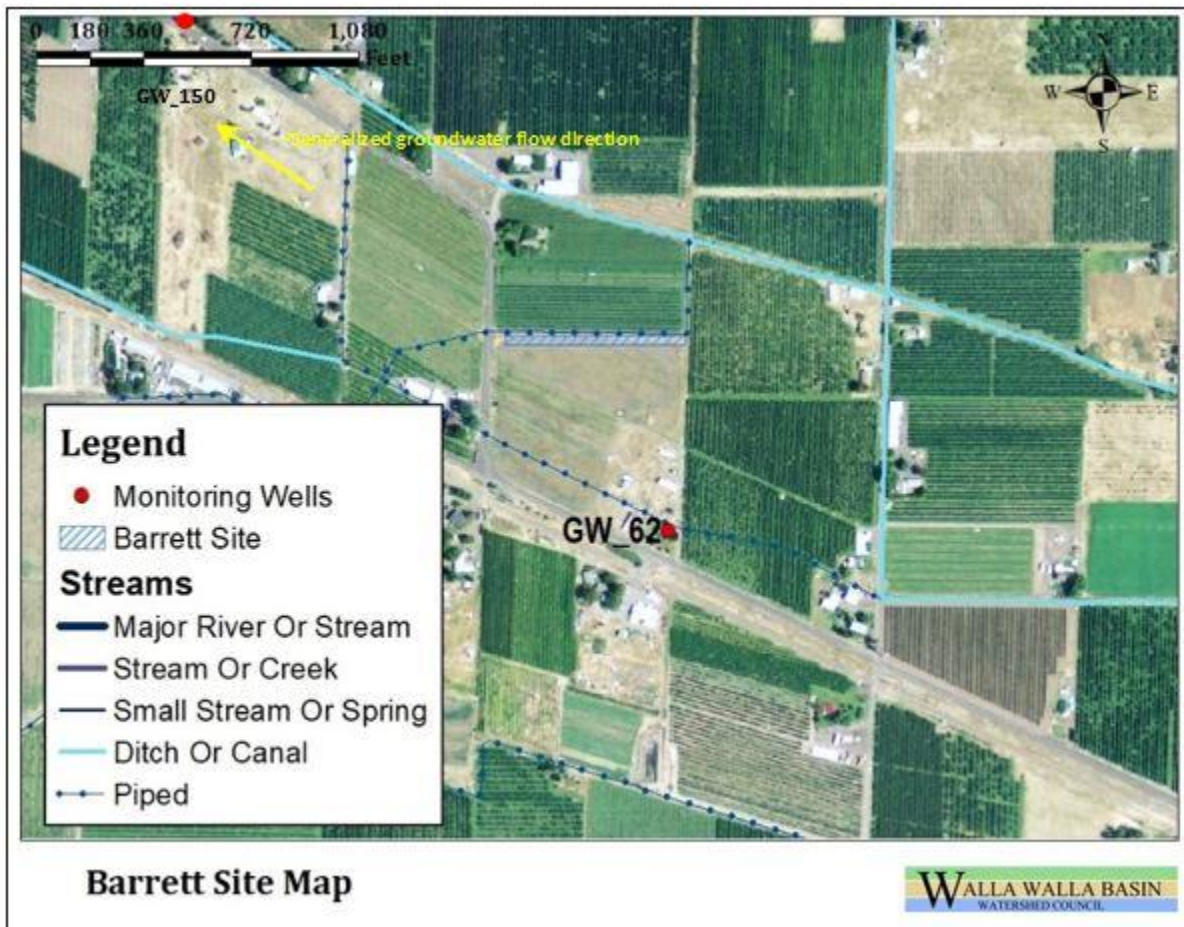 0 180 360 720 1,080
Feet
GW_150
Generalized groundwater flow direction
N
W E
S
GW_62
Legend
Monitoring Wells
Barrett Site
Streams
Major River Or Stream
Stream Or Creek
Small Stream Or Spring
Ditch Or Canal
Piped
Barrett Site Map
WALLA WALLA BASIN
WATERSHED COUNCIL